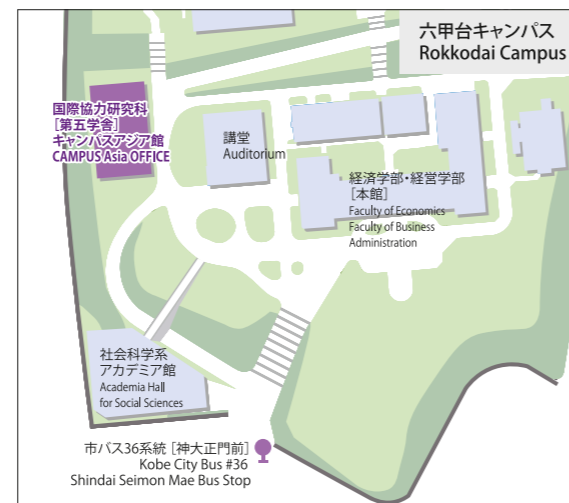 六甲台キャンパス
Rokkodai Campus
国際協力研究科
［第五学舎］
キャンパスアジア館
CAMPUS Asia OFFICE
講堂
Auditorium
経済学部・経営学部
［本館］
Faculty of Economics
Faculty of Business
Administration
社会科学系
アカデミア館
Academia Hall
for Social Sciences
市バス36系統［神大正門前］
Kobe City Bus #36
Shindai Seimon Mae Bus Stop